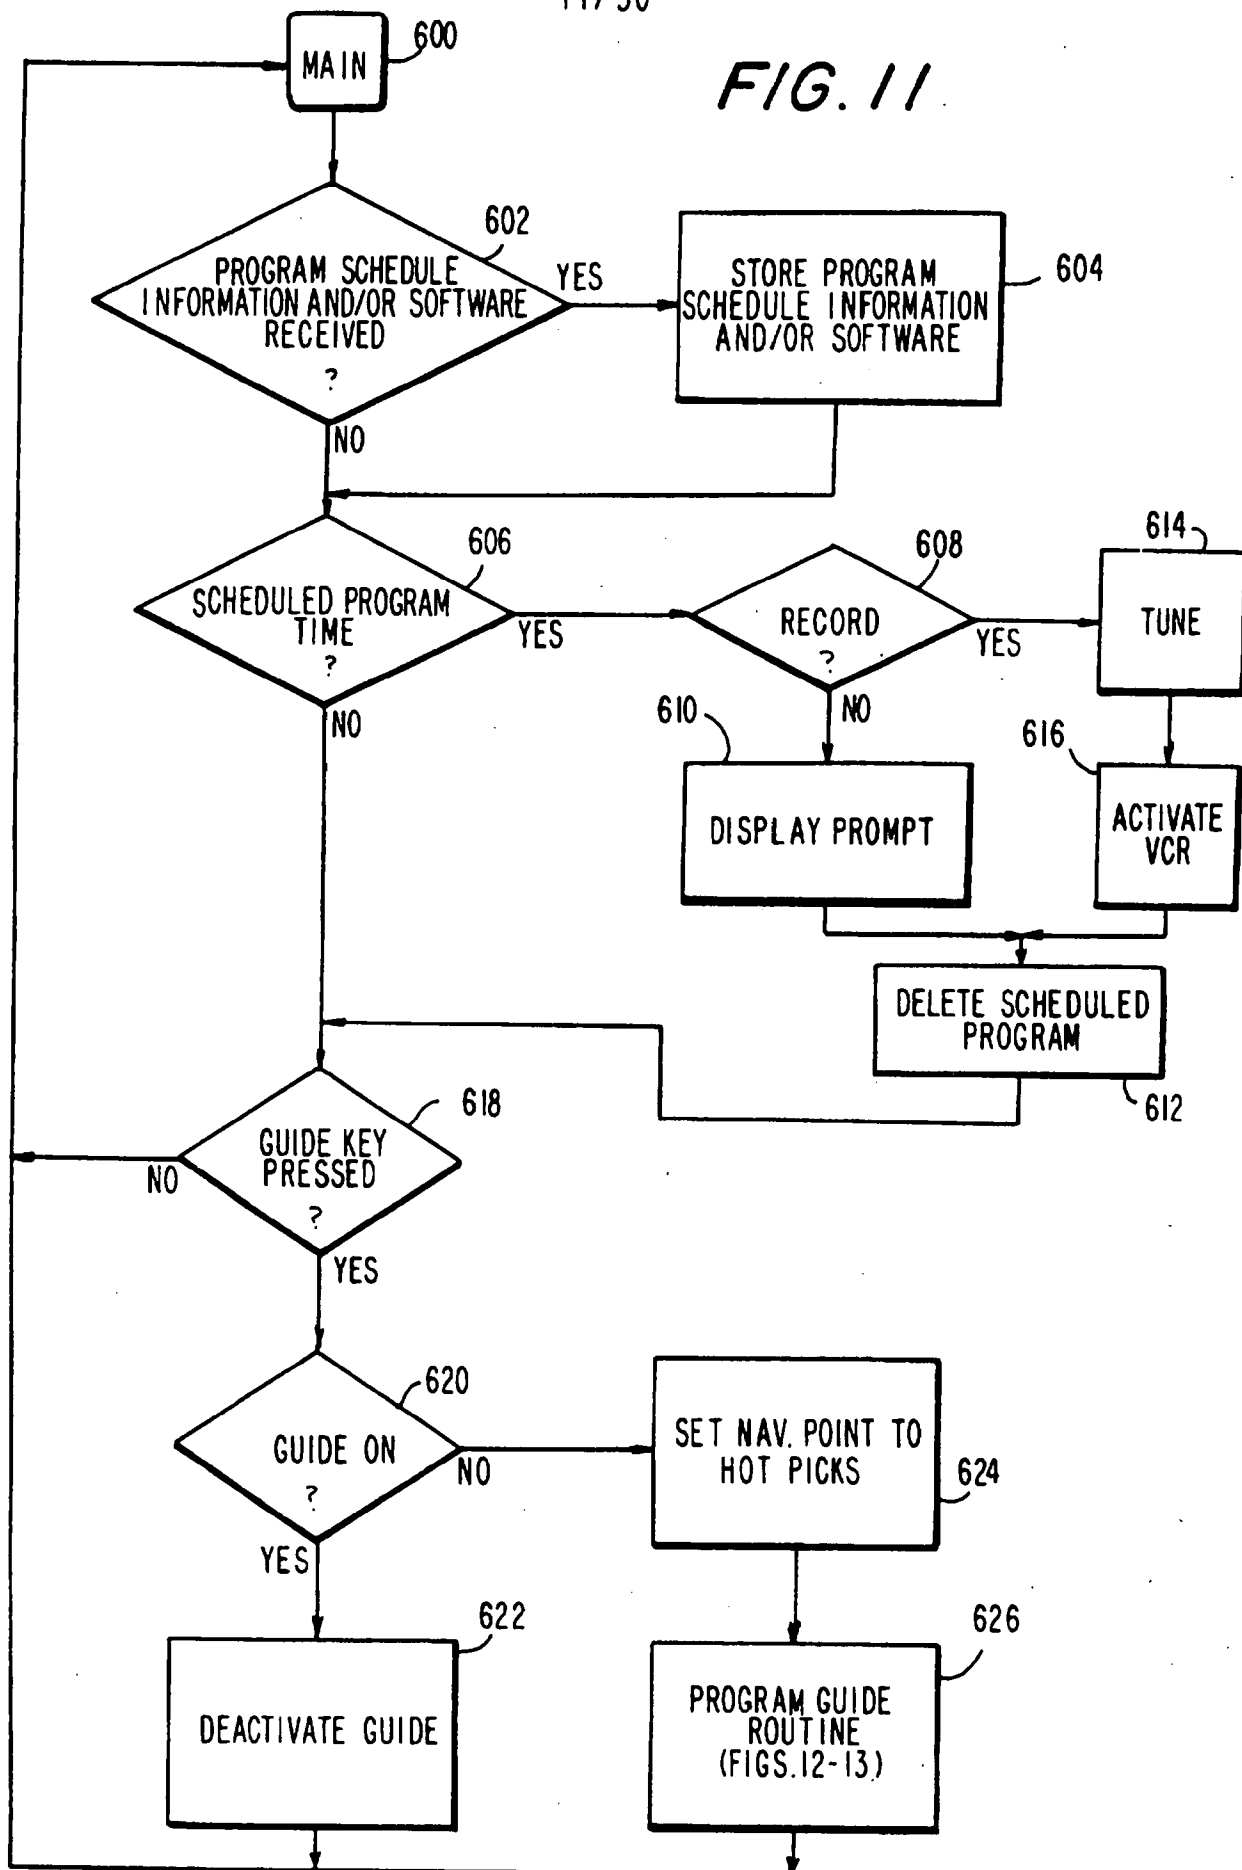 FIG. 11
MAIN
600
602
PROGRAM SCHEDULE
INFORMATION AND/OR SOFTWARE
RECEIVED
?
YES
NO
STORE PROGRAM
SCHEDULE INFORMATION
AND/OR SOFTWARE
604
606
SCHEDULED PROGRAM
TIME
?
YES
NO
608
RECORD
?
YES
NO
614
TUNE
610
DISPLAY PROMPT
616
ACTIVATE
VCR
DELETE SCHEDULED
PROGRAM
612
618
GUIDE KEY
PRESSED
?
NO
YES
620
GUIDE ON
?
NO
YES
SET NAV. POINT TO
HOT PICKS
624
622
DEACTIVATE GUIDE
626
PROGRAM GUIDE
ROUTINE
(FIGS.12-13)